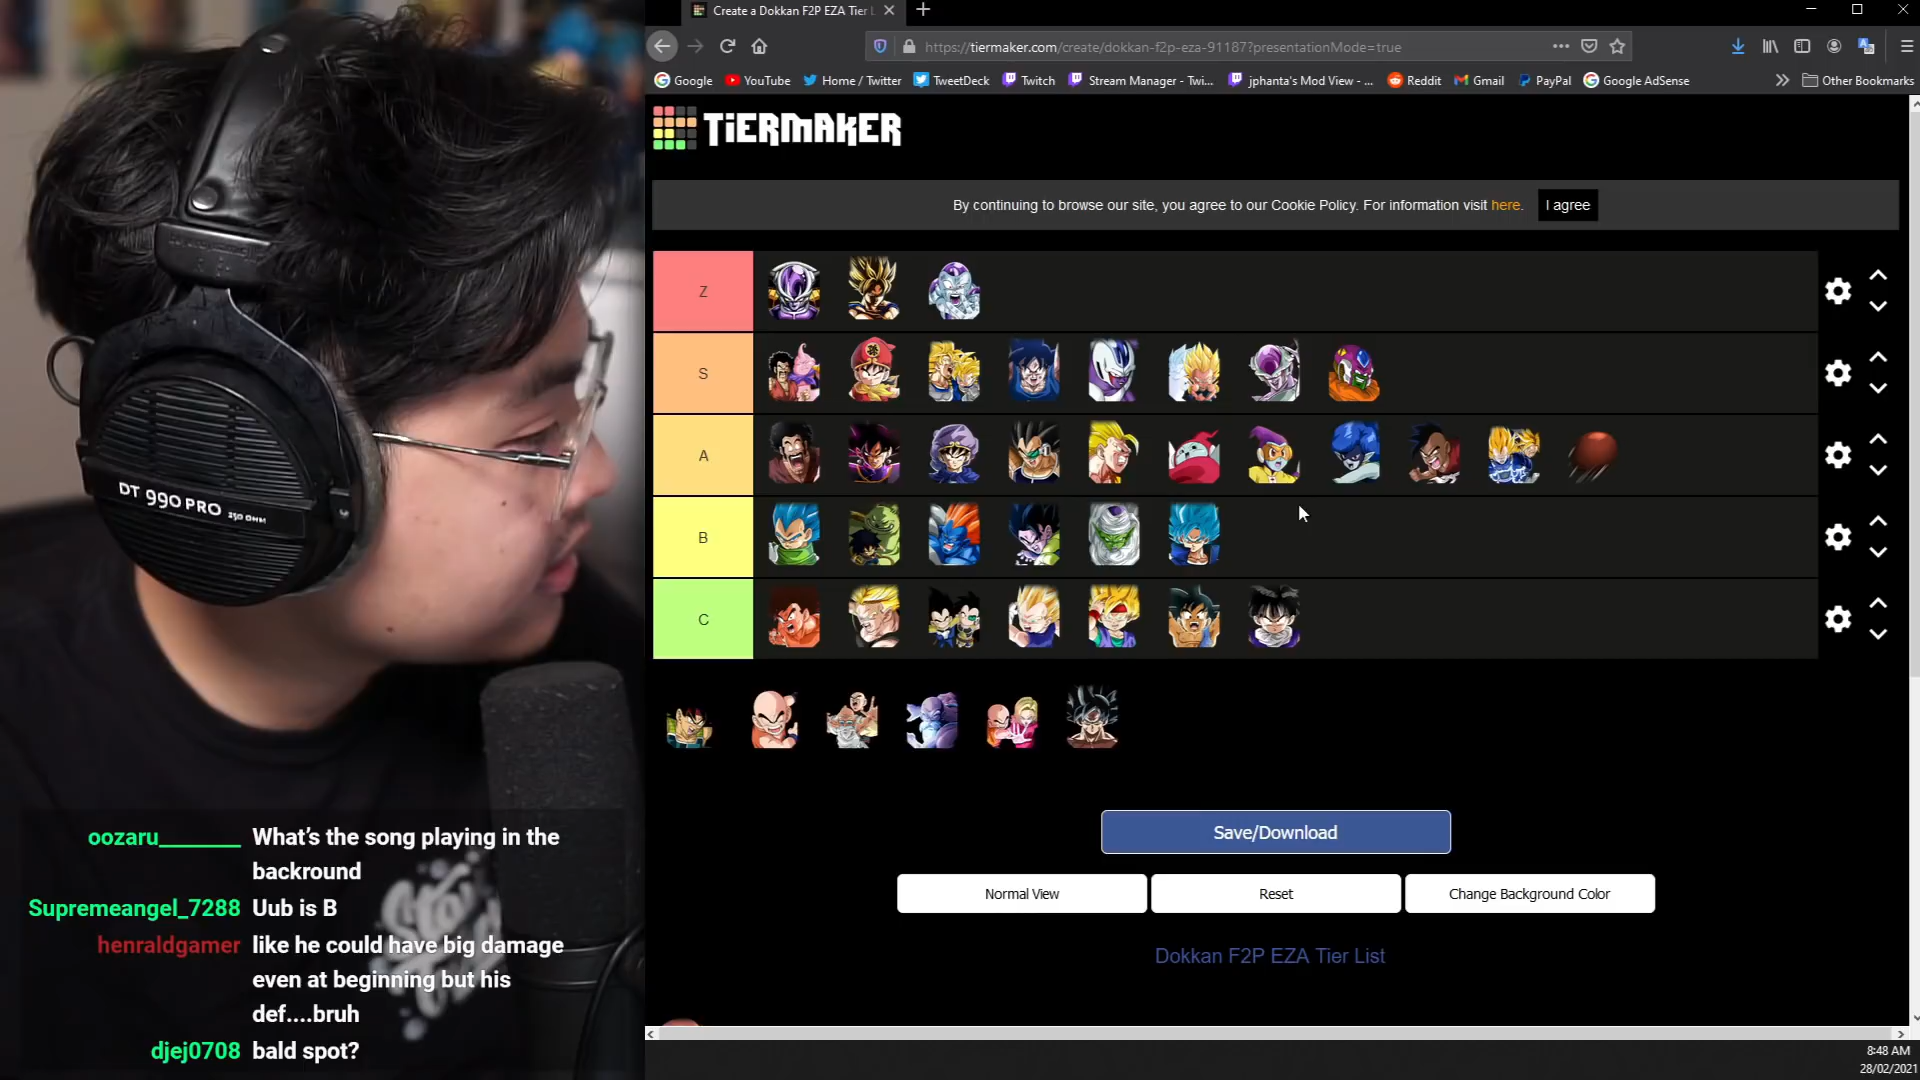 Create a Dokkan F2P EZA Tier L
https://tiermaker.com/create/dokkan-f2p-eza-91187?presentationMode=true
Google YouTube Home / Twitter TweetDeck Twitch Stream Manager - Twi... jphanta's Mod View - ... Reddit Gmail PayPal Google AdSense Other Bookmarks
TiERMAKER
By continuing to browse our site, you agree to our Cookie Policy. For information visit here. I agree
Z
S
A
B
C
DT 990 PRO 250 OHM
Save/Download
Normal View Reset Change Background Color
Dokkan F2P EZA Tier List
oozaru_______ What's the song playing in the
backround
Supremeangel_7288 Uub is B
henraldgamer like he could have big damage
even at beginning but his
def....bruh
djej0708 bald spot?
8:48 AM
28/02/2021